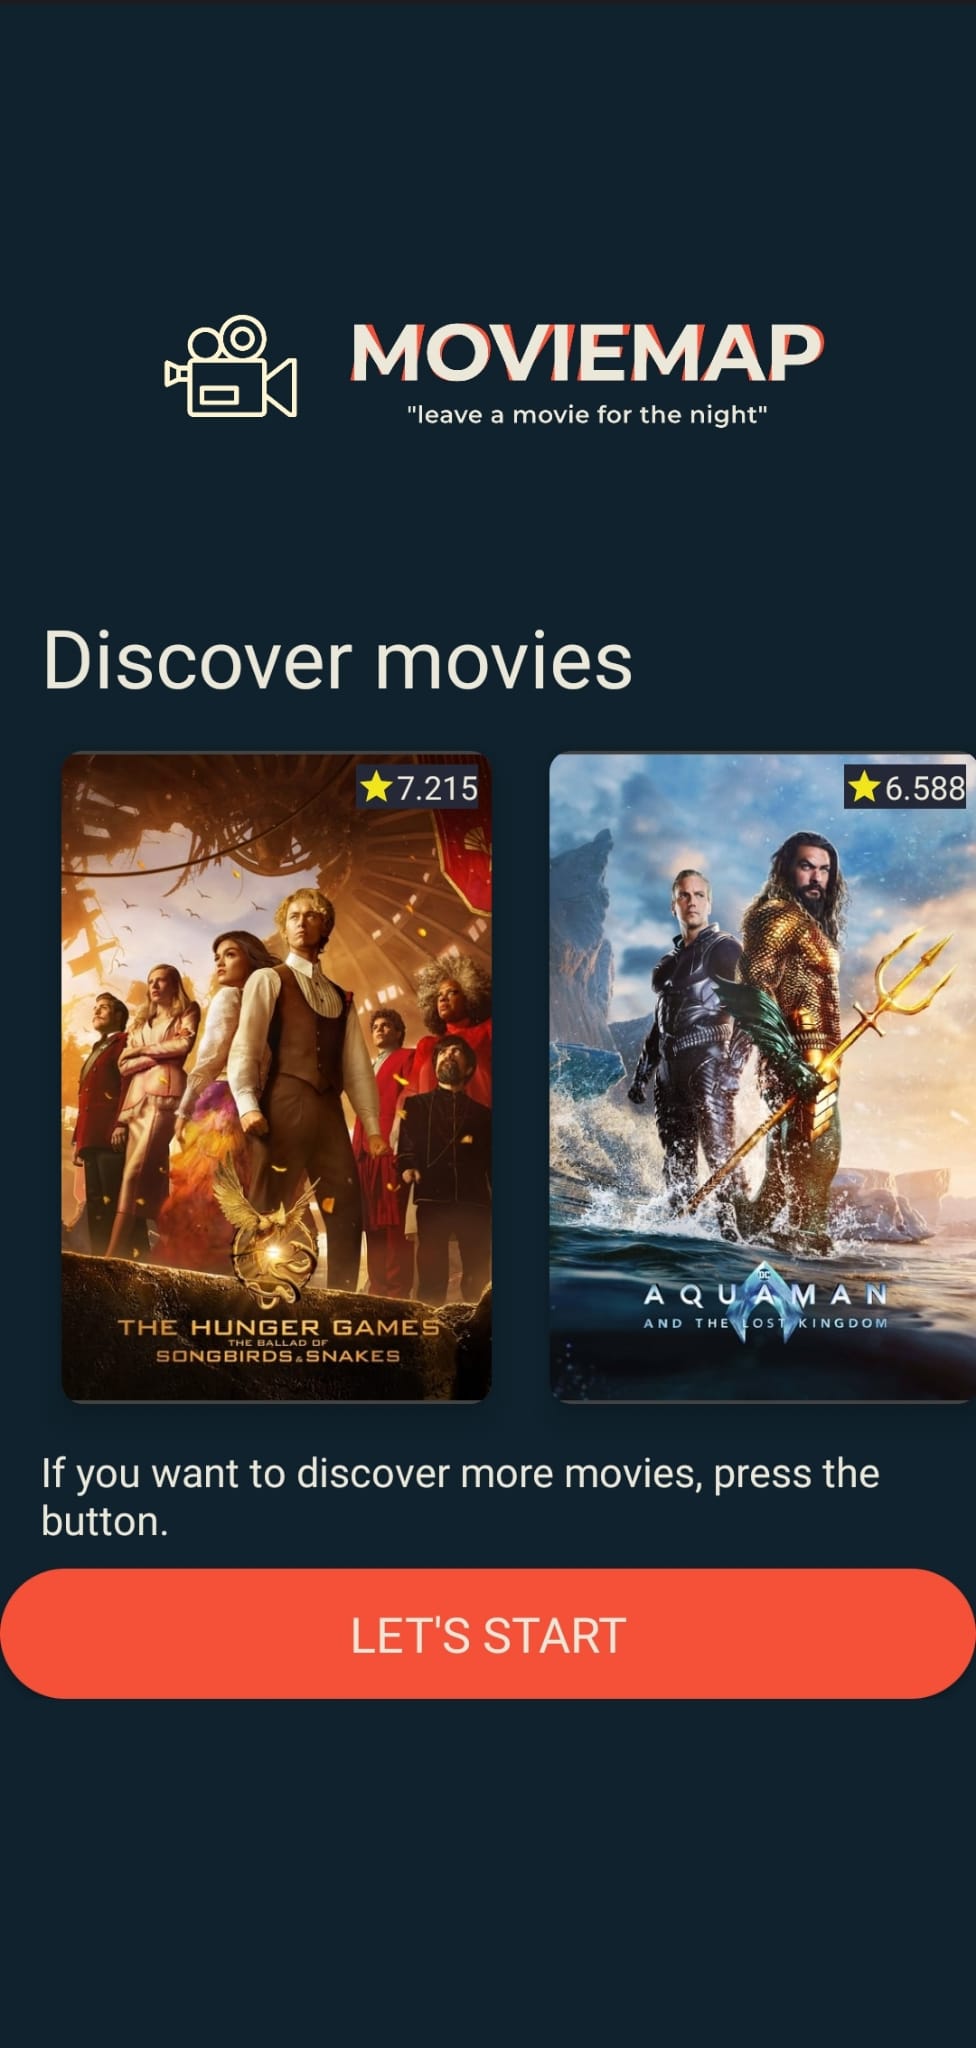 MOVIEMAP
"leave a movie for the night"
Discover movies
7.215
6.588
THE HUNGER GAMES
THE BALLAD OF
SONGBIRDS & SNAKES
DC
AQUAMAN
AND THE LOST KINGDOM
If you want to discover more movies, press the
button.
LET'S START